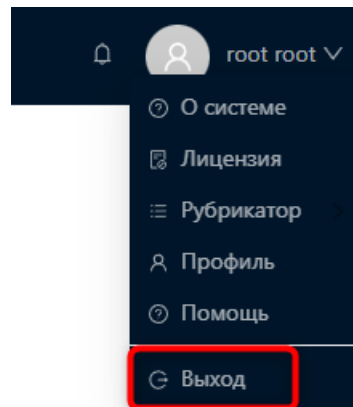 root root
О системе
Лицензия
Рубрикатор
Профиль
Помощь
Выход